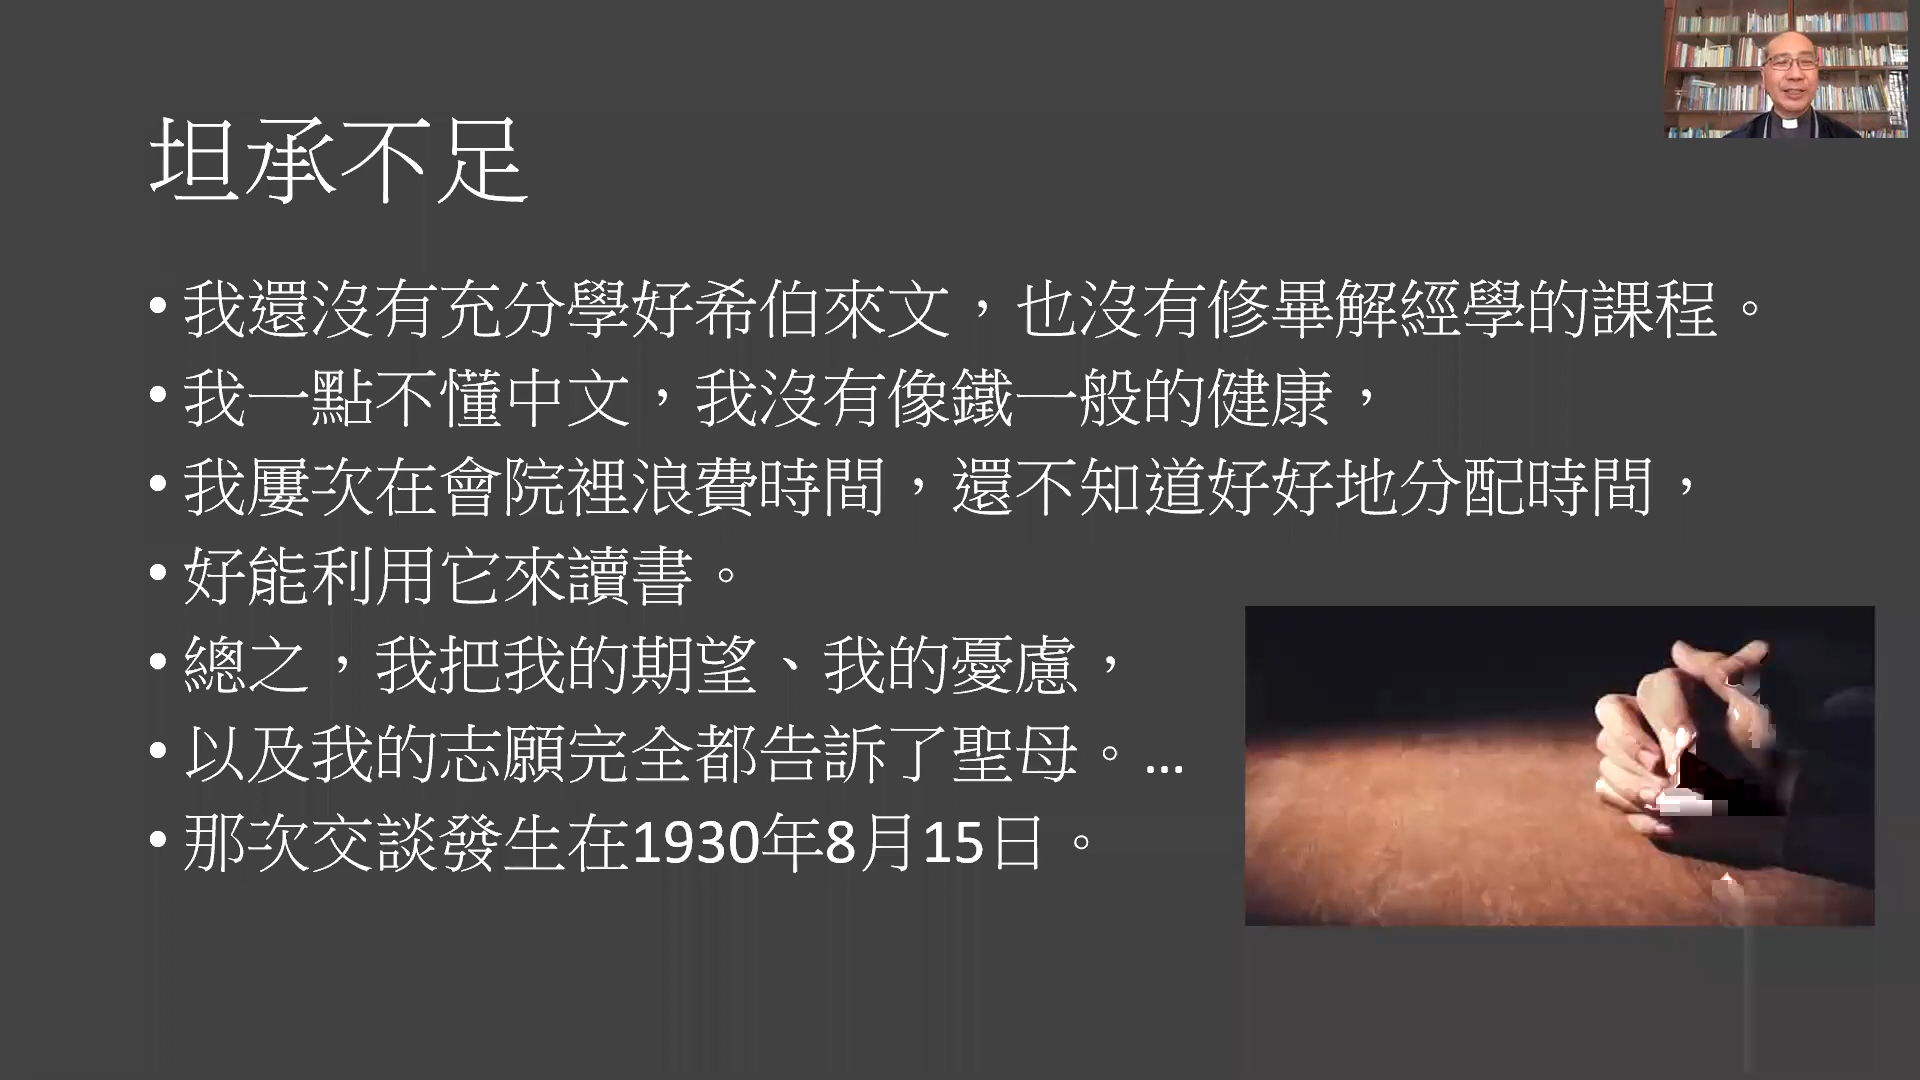 坦承不足
• 我還沒有充分學好希伯來文，也沒有修畢解經學的課程。
• 我一點不懂中文，我沒有像鐵一般的健康，
• 我屢次在會院裡浪費時間，還不知道好好地分配時間，
• 好能利用它來讀書。
• 總之，我把我的期望、我的憂慮，
• 以及我的志願完全都告訴了聖母。...
• 那次交談發生在1930年8月15日。